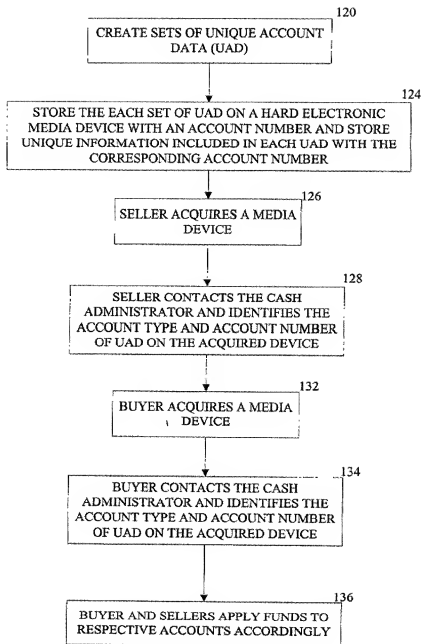 120
CREATE SETS OF UNIQUE ACCOUNT
DATA (UAD)
124
STORE THE EACH SET OF UAD ON A HARD ELECTRONIC
MEDIA DEVICE WITH AN ACCOUNT NUMBER AND STORE
UNIQUE INFORMATION INCLUDED IN EACH UAD WITH THE
CORRESPONDING ACCOUNT NUMBER
126
SELLER ACQUIRES A MEDIA
DEVICE
128
SELLER CONTACTS THE CASH
ADMINISTRATOR AND IDENTIFIES THE
ACCOUNT TYPE AND ACCOUNT NUMBER
OF UAD ON THE ACQUIRED DEVICE
132
BUYER ACQUIRES A MEDIA
DEVICE
134
BUYER CONTACTS THE CASH
ADMINISTRATOR AND IDENTIFIES THE
ACCOUNT TYPE AND ACCOUNT NUMBER
OF UAD ON THE ACQUIRED DEVICE
136
BUYER AND SELLERS APPLY FUNDS TO
RESPECTIVE ACCOUNTS ACCORDINGLY